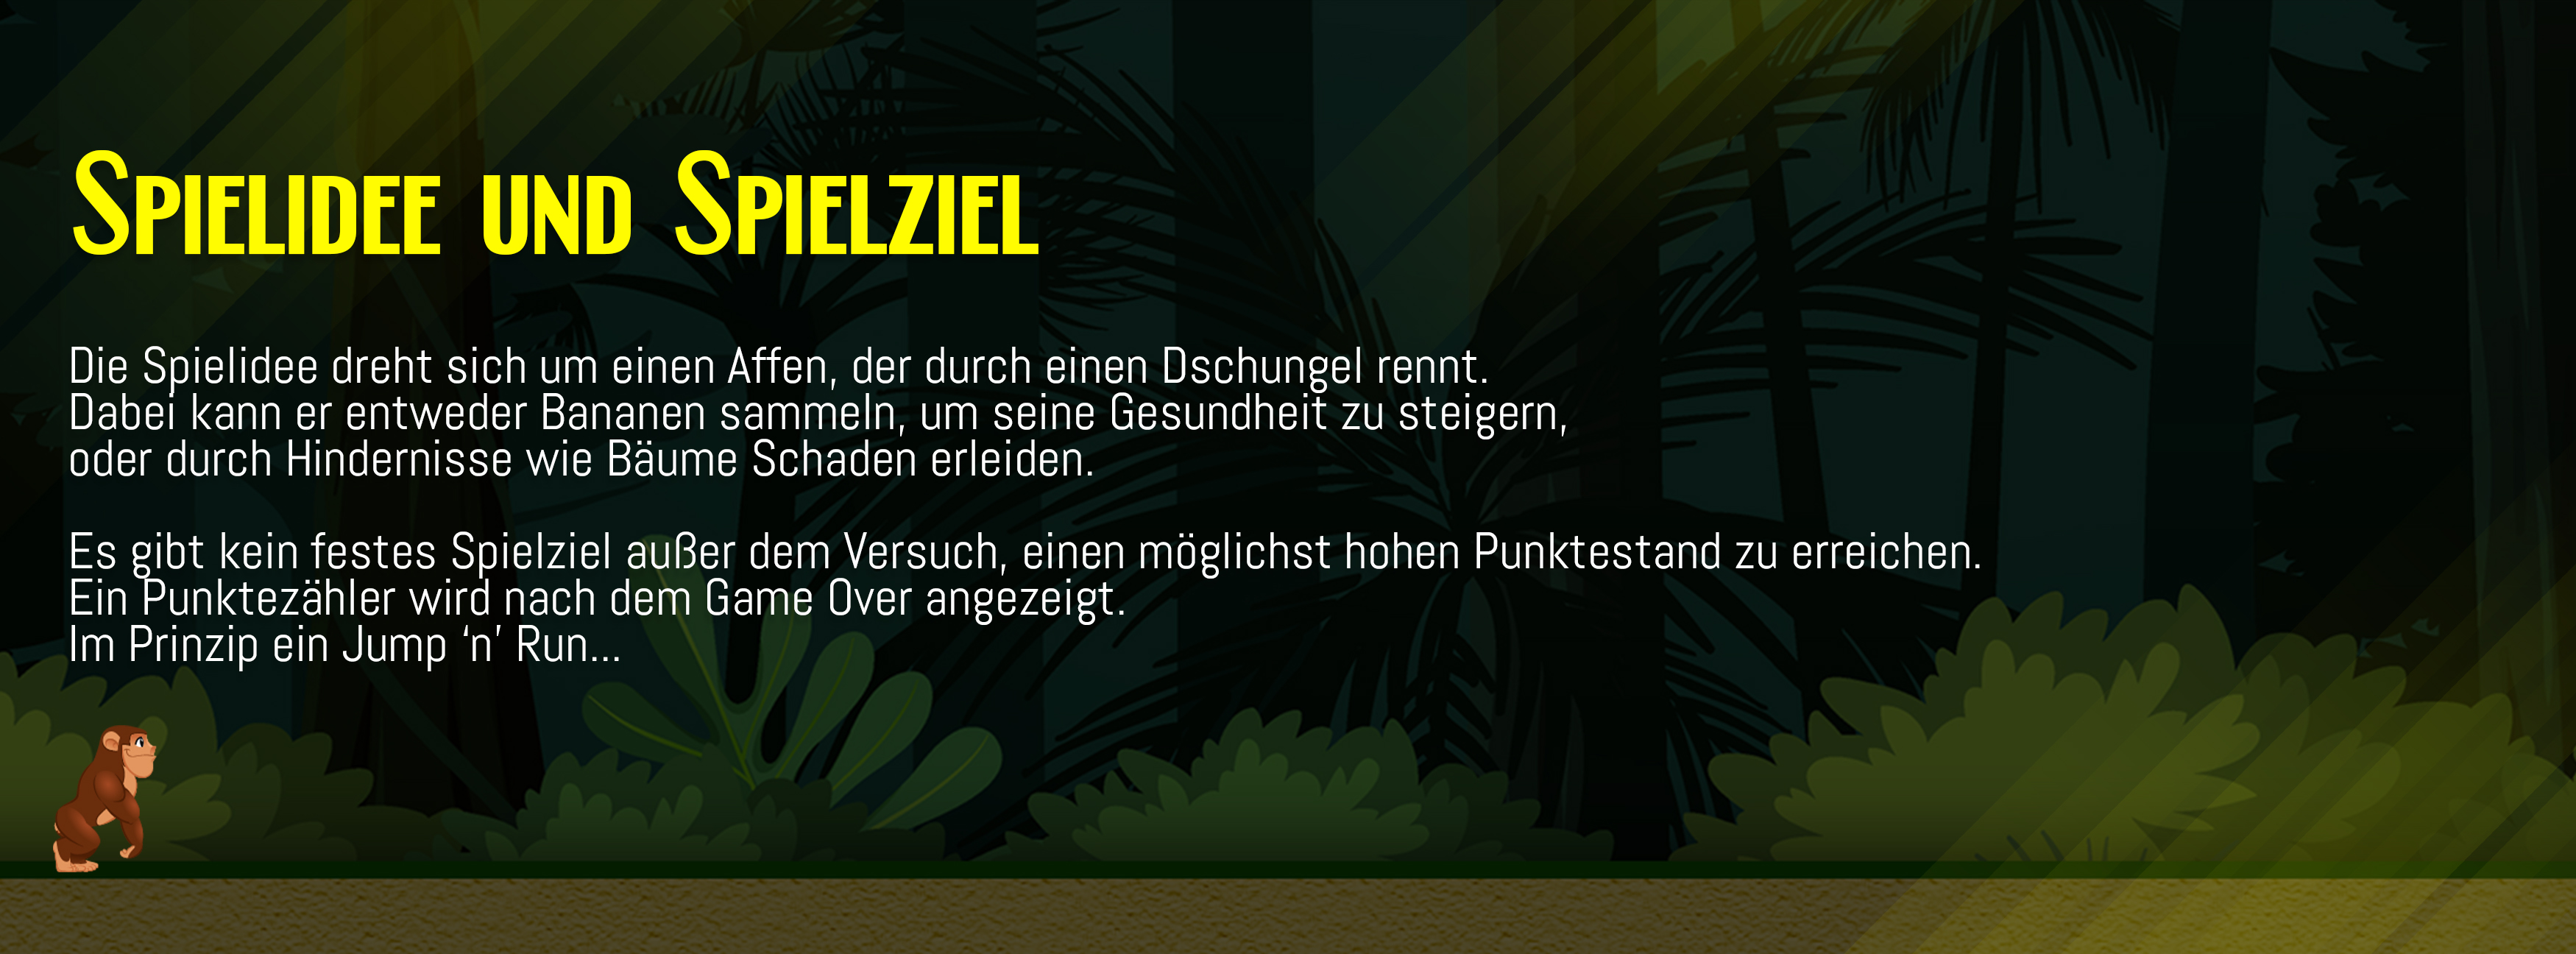 Spielidee und Spielziel
Die Spielidee dreht sich um einen Affen, der durch einen Dschungel rennt.
Dabei kann er entweder Bananen sammeln, um seine Gesundheit zu steigern,
oder durch Hindernisse wie Bäume Schaden erleiden.
Es gibt kein festes Spielziel außer dem Versuch, einen möglichst hohen Punktestand zu erreichen.
Ein Punktezähler wird nach dem Game Over angezeigt.
Im Prinzip ein Jump ‘n’ Run...